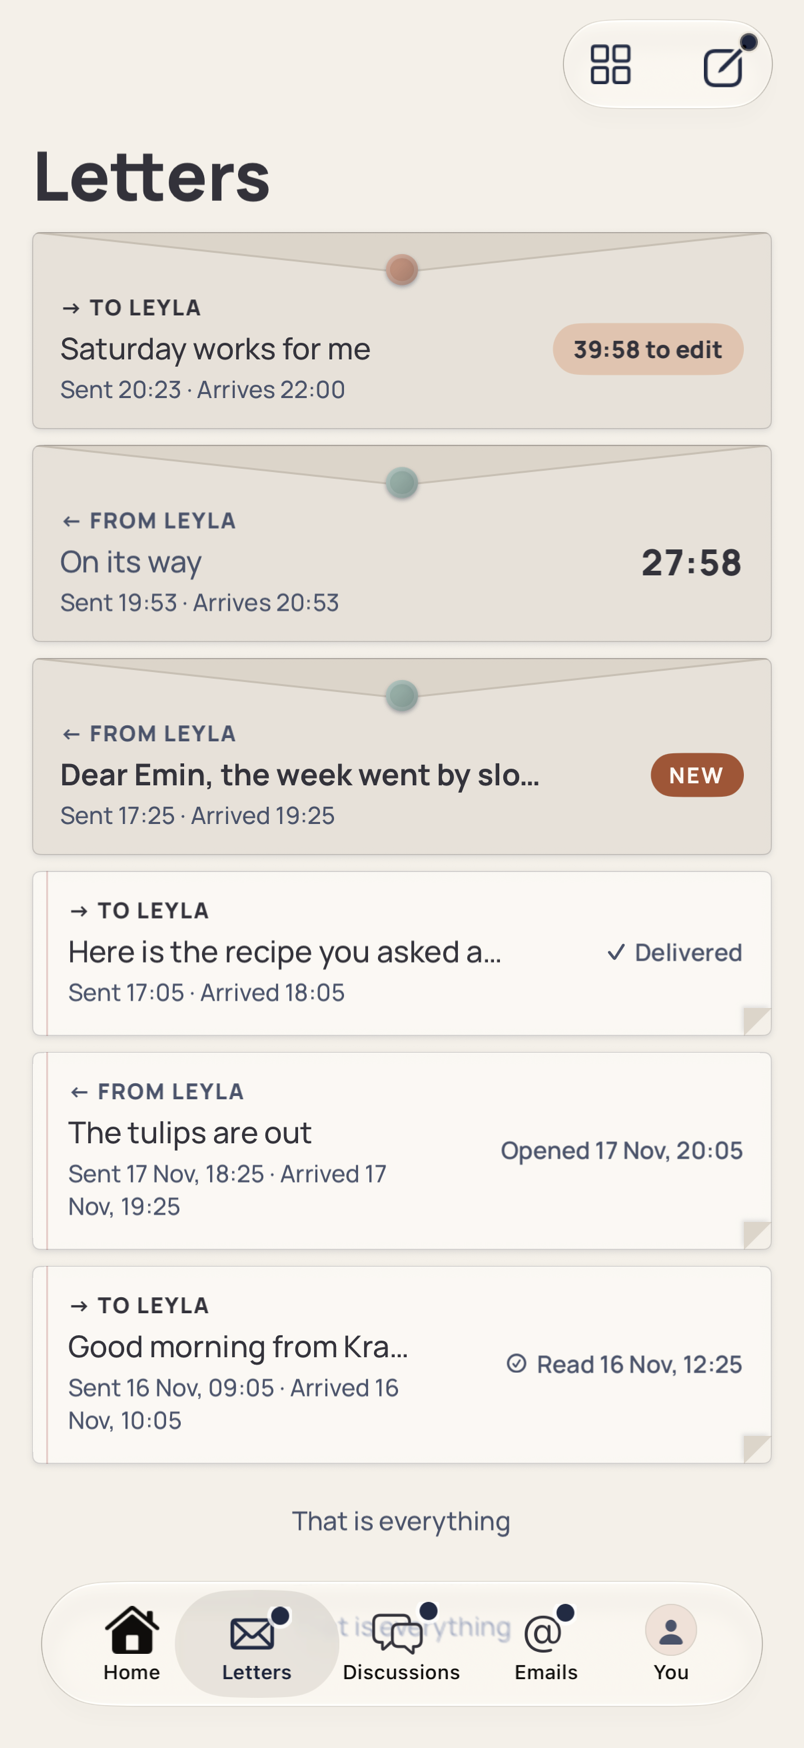 Letters
→ TO LEYLA
Saturday works for me
39:58 to edit
Sent 20:23 · Arrives 22:00
← FROM LEYLA
On its way
27:58
Sent 19:53 · Arrives 20:53
← FROM LEYLA
Dear Emin, the week went by slo...
NEW
Sent 17:25 · Arrived 19:25
→ TO LEYLA
Here is the recipe you asked a...
✓ Delivered
Sent 17:05 · Arrived 18:05
← FROM LEYLA
The tulips are out
Opened 17 Nov, 20:05
Sent 17 Nov, 18:25 · Arrived 17
Nov, 19:25
→ TO LEYLA
Good morning from Kra...
Read 16 Nov, 12:25
Sent 16 Nov, 09:05 · Arrived 16
Nov, 10:05
That is everything
t is everything
Home
Letters
Discussions
Emails
You